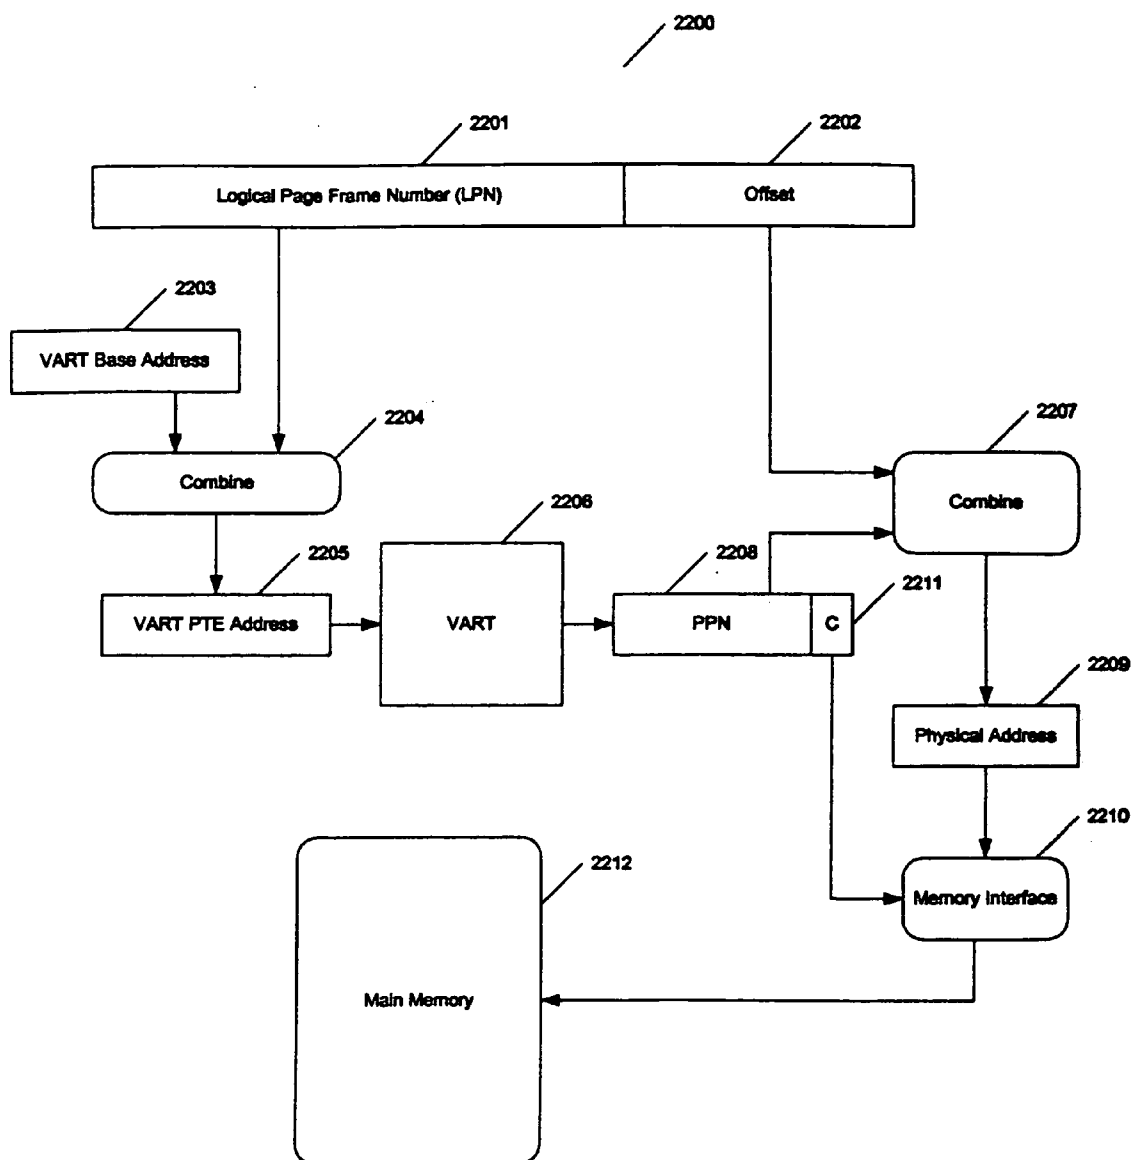 2200
2201
2202
Logical Page Frame Number (LPN)
Offset
2203
VART Base Address
2204
2207
Combine
Combine
2206
2205
2208
2211
VART PTE Address
VART
PPN
C
2209
Physical Address
2210
2212
Memory Interface
Main Memory